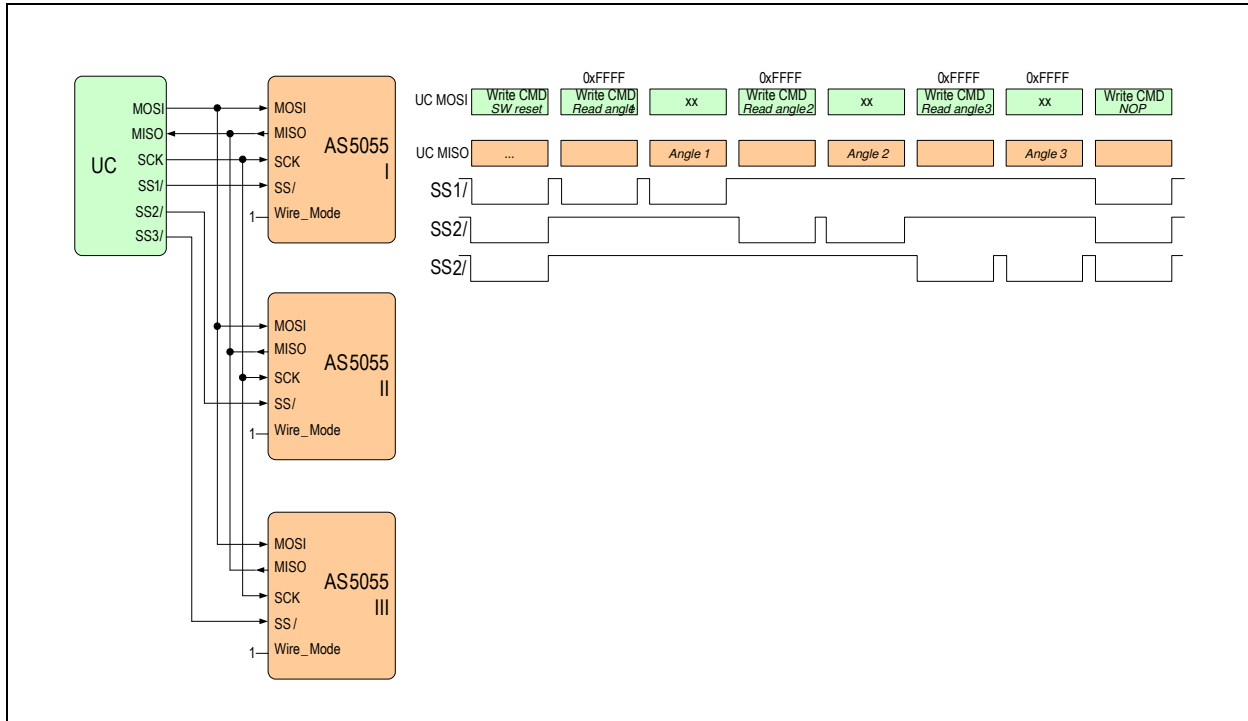 UC
MOSI
MISO
SCK
SS1/
SS2/
SS3/
MOSI
MISO
SCK
SS/
1 Wire_Mode
AS5055
I
MOSI
MISO
SCK
SS/
1 Wire_Mode
AS5055
II
MOSI
MISO
SCK
SS/
1 Wire_Mode
AS5055
III
0xFFFF 0xFFFF 0xFFFF 0xFFFF
UC MOSI
Write CMD
SW reset
Write CMD
Read angle1
xx
Write CMD
Read angle2
xx
Write CMD
Read angle3
xx
Write CMD
NOP
UC MISO
...
Angle 1
Angle 2
Angle 3
SS1/
SS2/
SS2/